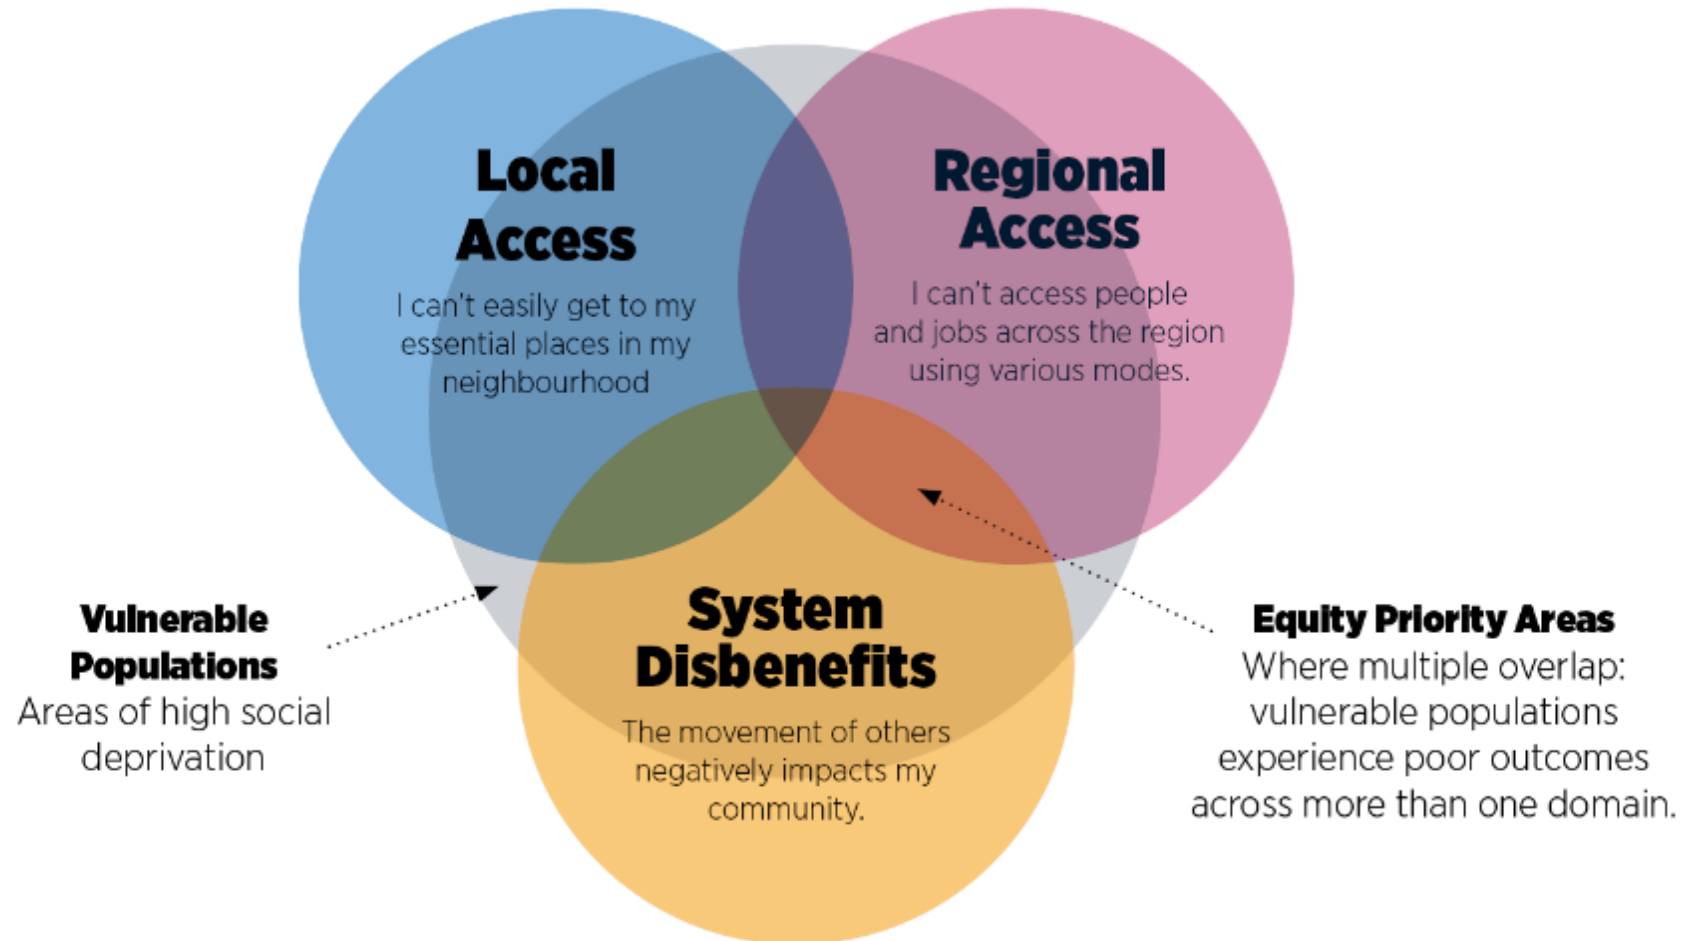 Local
Access
I can't easily get to my
essential places in my
neighbourhood
Regional
Access
I can't access people
and jobs across the region
using various modes.
System
Disbenefits
The movement of others
negatively impacts my
community.
Vulnerable
Populations
Areas of high social
deprivation
Equity Priority Areas
Where multiple overlap:
vulnerable populations
experience poor outcomes
across more than one domain.